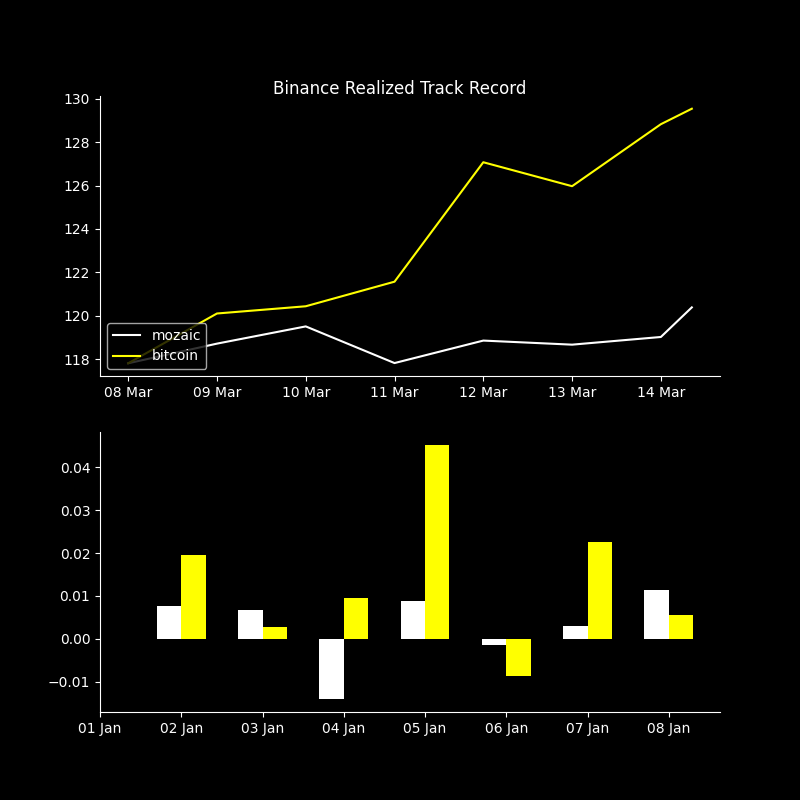 Binance Realized Track Record
130
128
126
124
122
120
118
mozaic
bitcoin
08 Mar 09 Mar 10 Mar 11 Mar 12 Mar 13 Mar 14 Mar
0.04
0.03
0.02
0.01
0.00
−0.01
01 Jan 02 Jan 03 Jan 04 Jan 05 Jan 06 Jan 07 Jan 08 Jan